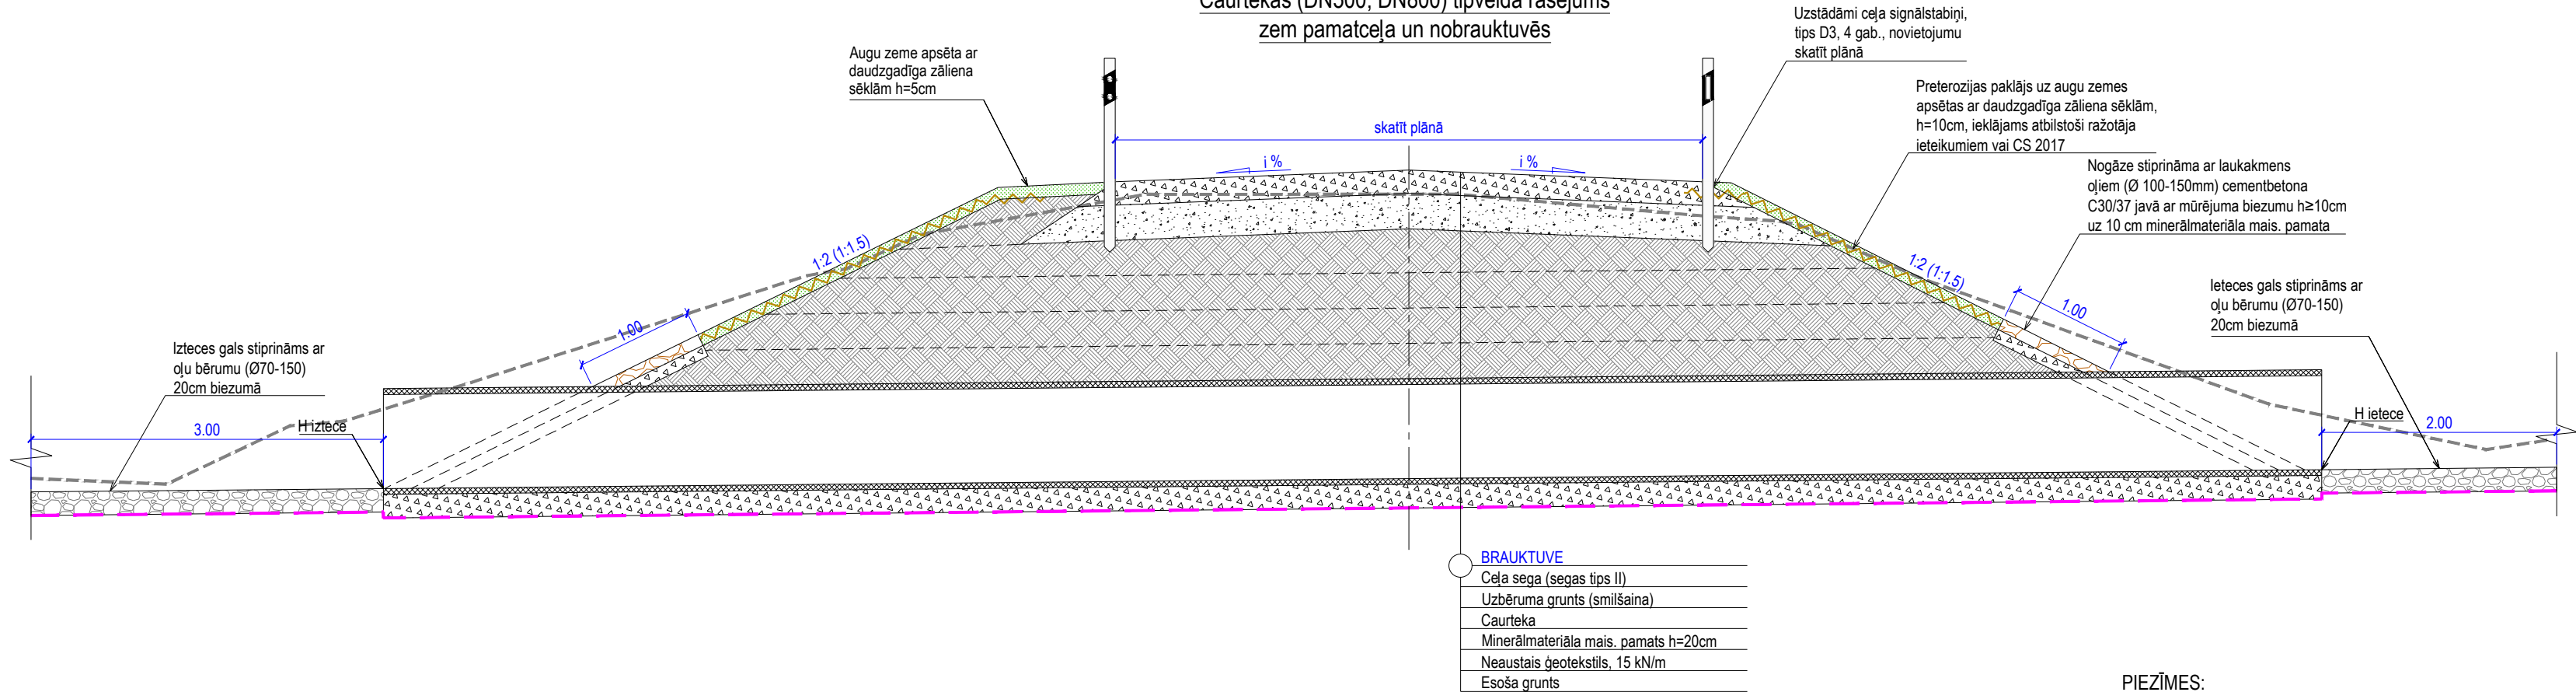 Caurtekas (DN500, DN800) tipveida rasējums
zem pamatceļa un nobrauktuvēs
Uzstādāmi ceļa signālstabiņi,
tips D3, 4 gab., novietojumu
skatīt plānā
Augu zeme apsēta ar
daudzgadīga zāliena
sēklām h=5cm
Preterozijas paklājs uz augu zemes
apsētas ar daudzgadīga zāliena sēklām,
h=10cm, ieklājams atbilstoši ražotāja
ieteikumiem vai CS 2017
skatīt plānā
i %
i %
Nogāze stiprināma ar laukakmens
oļiem (Ø 100-150mm) cementbetona
C30/37 javā ar mūrējuma biezumu h≥10cm
uz 10 cm minerālmateriāla mais. pamata
1:2 (1:1.5)
1:2 (1:1.5)
Ieteces gals stiprināms ar
oļu bērumu (Ø70-150)
20cm biezumā
1.00
1.00
Izteces gals stiprināms ar
oļu bērumu (Ø70-150)
20cm biezumā
3.00
H iztece
H ietece
2.00
BRAUKTUVE
Ceļa sega (segas tips II)
Uzbēruma grunts (smilšaina)
Caurteka
Minerālmateriāla mais. pamats h=20cm
Neaustais ģeotekstils, 15 kN/m
Esoša grunts
PIEZĪMES: